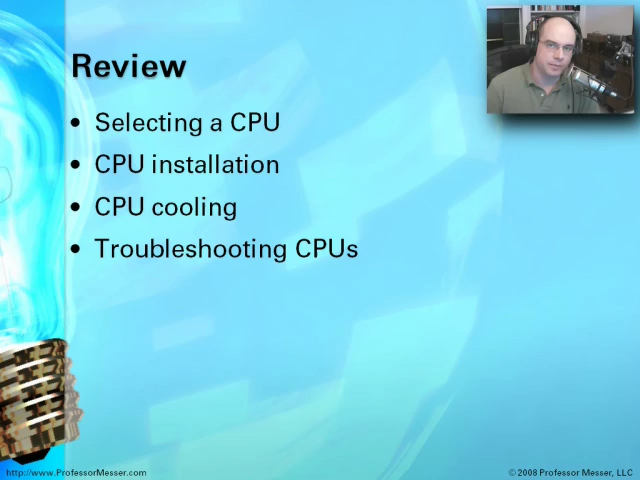 Review
• Selecting a CPU
• CPU installation
• CPU cooling
• Troubleshooting CPUs
http://www.ProfessorMesser.com
© 2008 Professor Messer, LLC